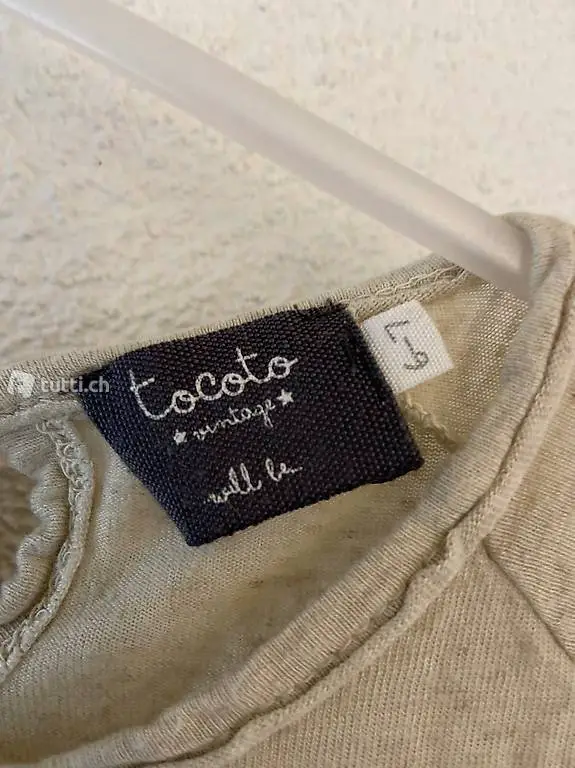 tocoto
★ vintage ★
will be...
tutti.ch